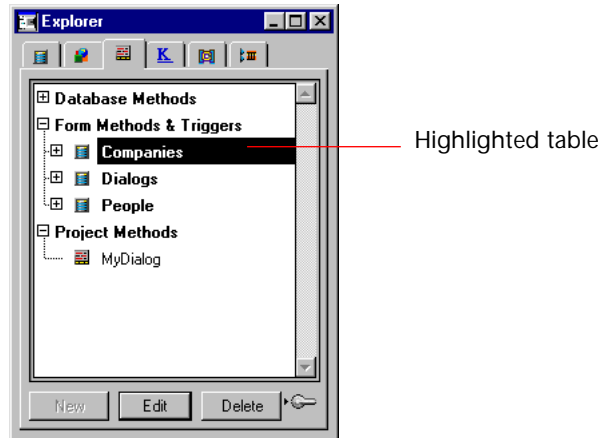 Explorer
K
Database Methods
Form Methods & Triggers
Companies
Highlighted table
Dialogs
People
Project Methods
MyDialog
New Edit Delete